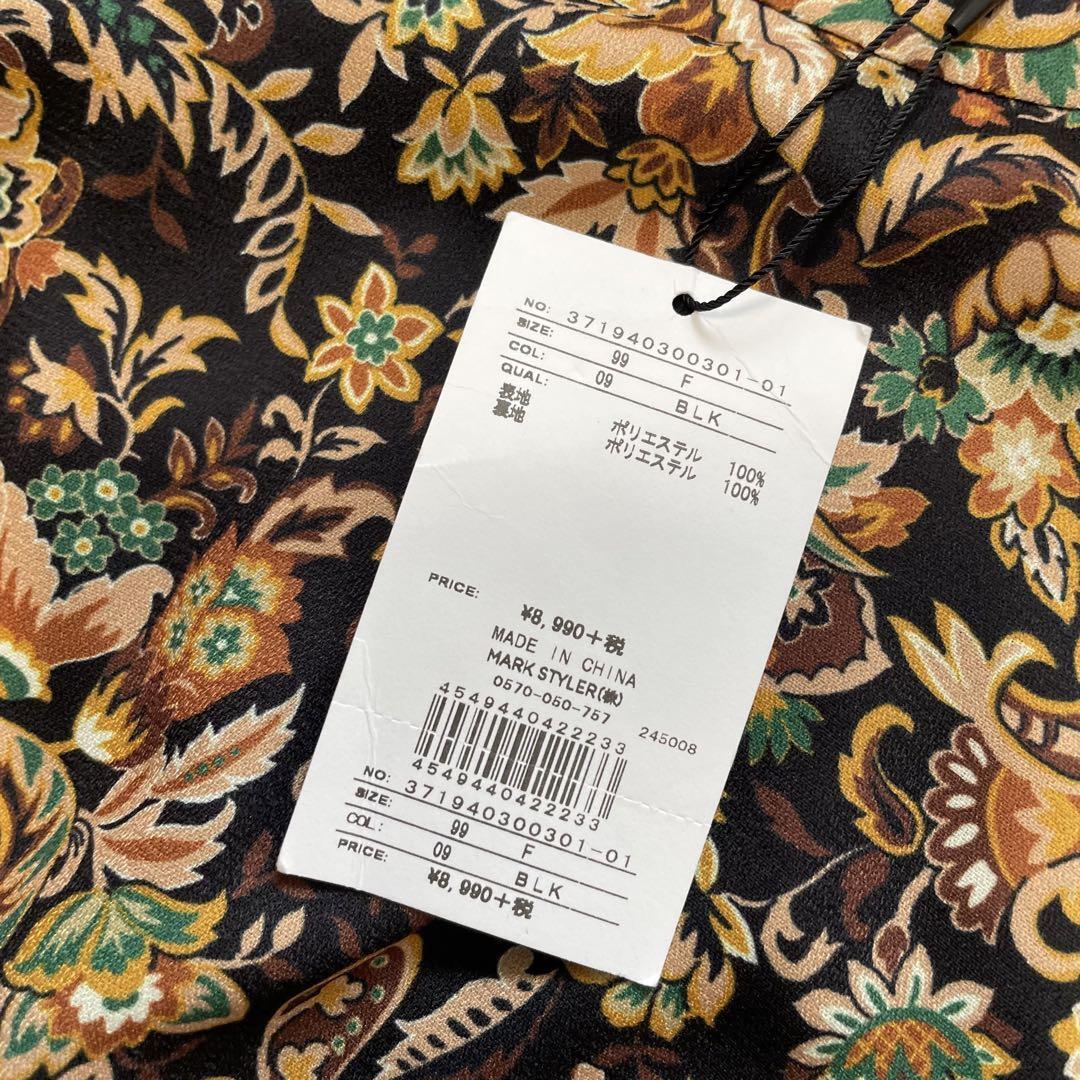 NO: 371940300301-01
SIZE: 99 F
COL: 09 BLK
QUAL:
表地 ポリエステル 100%
裏地 ポリエステル 100%
PRICE: ¥8,990+税
MADE IN CHINA
MARK STYLER(株)
0570-050-757
245008
4549440422233
4549440422233
NO: 371940300301-01
SIZE: 99 F
COL: 09 BLK
PRICE: ¥8,990+税